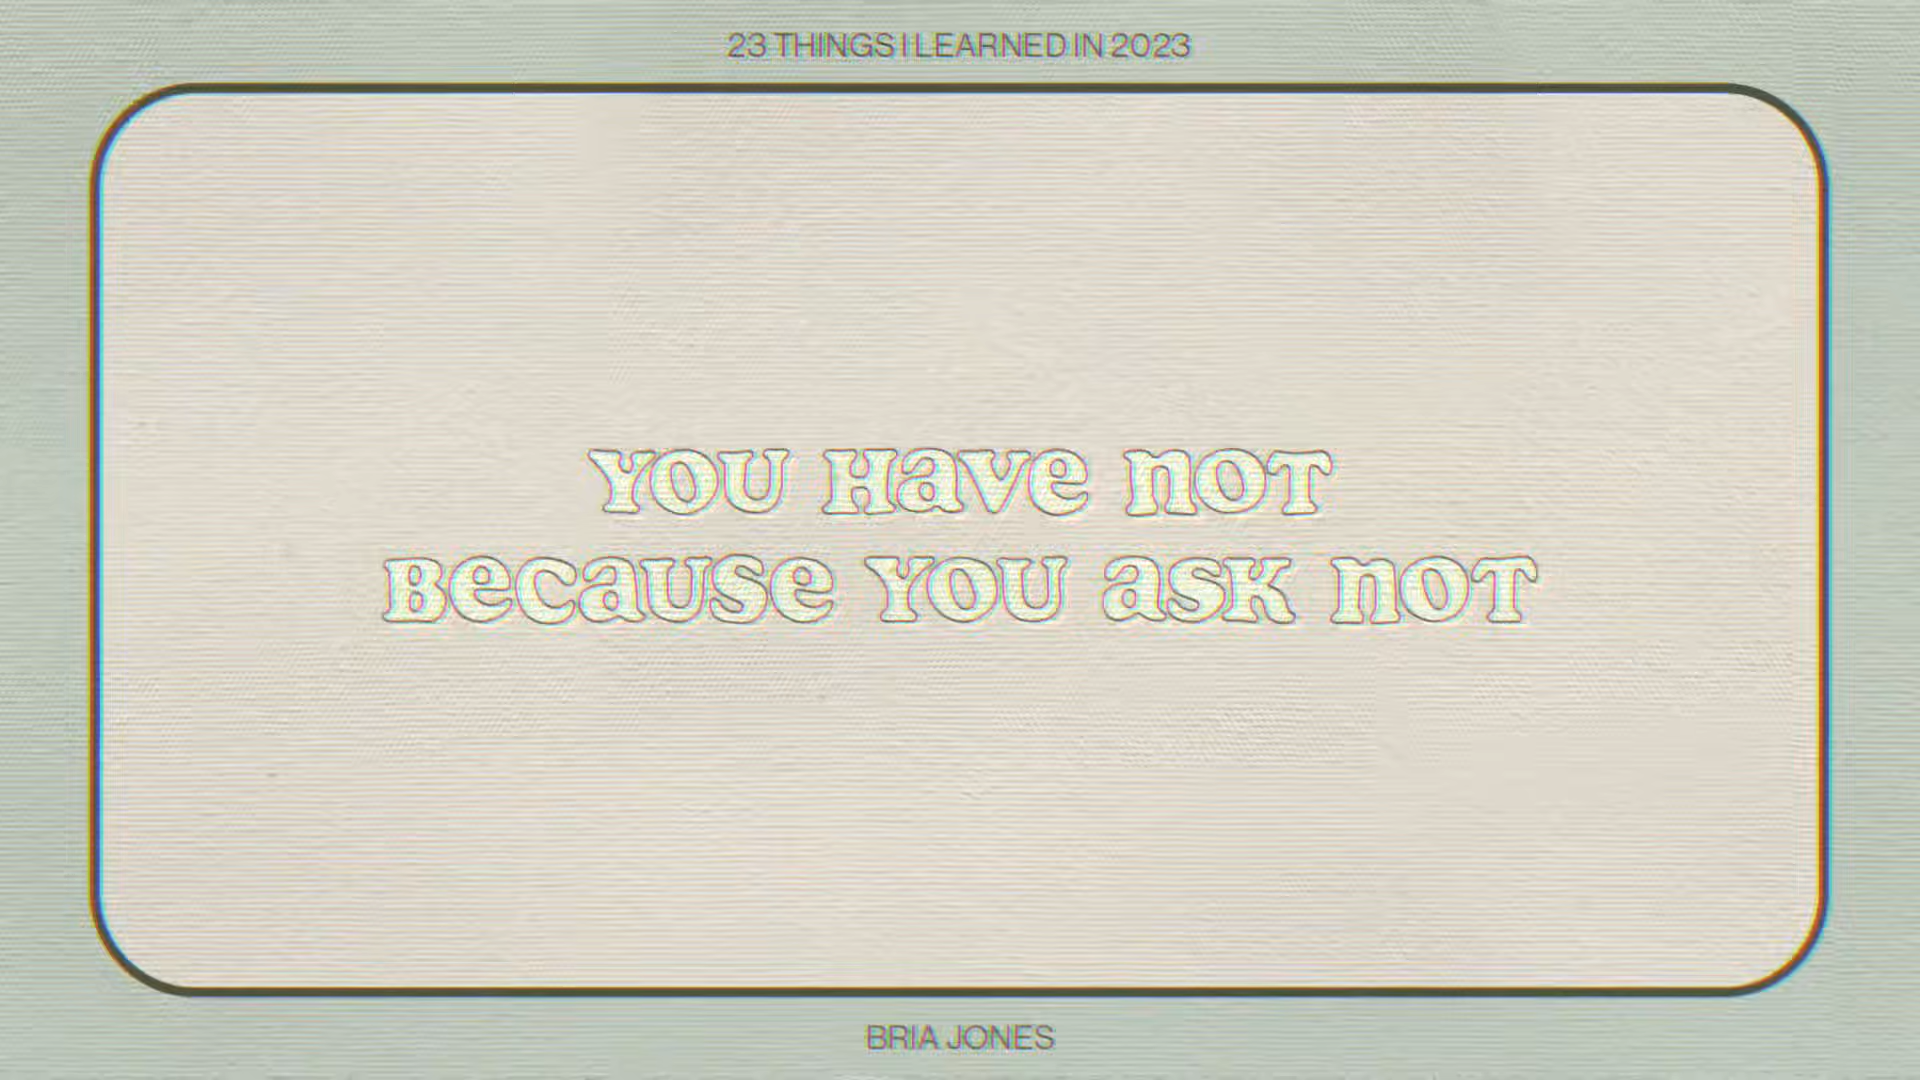 23 THINGS I LEARNED IN 2023
YOU Have NOT
Because YOU ask NOT
BRIA JONES